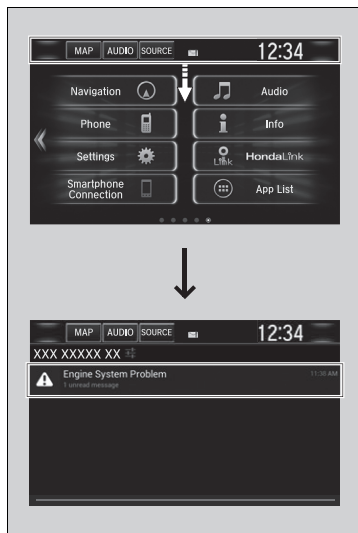 MAP AUDIO SOURCE 12:34
Navigation Audio
Phone Info
Settings Link HondaLink
Smartphone
Connection App List
MAP AUDIO SOURCE 12:34
XXX XXXXX XX
Engine System Problem 11:38 AM
1 unread message